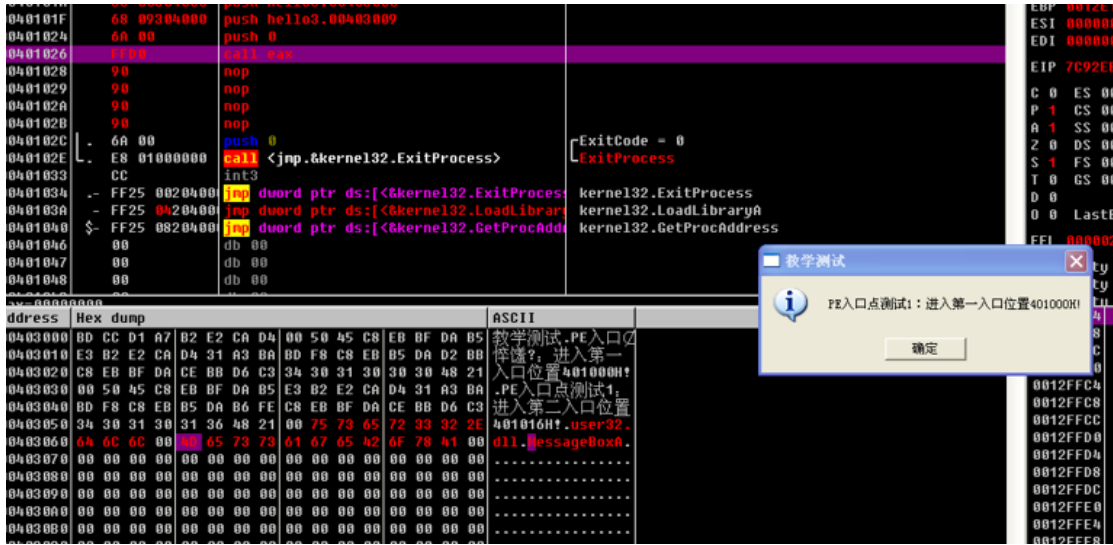 0040101F 68 09304000 push hello3.00403009
00401024 6A 00 push 0
00401026 FFD0 call eax
00401028 90 nop
00401029 90 nop
0040102A 90 nop
0040102B 90 nop
0040102C . 6A 00 push 0 ExitCode = 0
0040102E . E8 01000000 call <jmp.&kernel32.ExitProcess> ExitProcess
00401033 CC int3
00401034 .- FF25 00204000 jmp dword ptr ds:[<&kernel32.ExitProcess kernel32.ExitProcess
0040103A - FF25 04204000 jmp dword ptr ds:[<&kernel32.LoadLibrary kernel32.LoadLibraryA
00401040 $- FF25 08204000 jmp dword ptr ds:[<&kernel32.GetProcAddr kernel32.GetProcAddress
00401046 00 db 00
00401047 00 db 00
00401048 00 db 00
EBP 0012E
ESI 00000
EDI 00000
EIP 7C92E
C 0 ES 00
P 1 CS 00
A 1 SS 00
Z 0 DS 00
S 1 FS 00
T 0 GS 00
D 0
O 0 LastE
EFL 000002
教学测试
PE入口点测试1：进入第一入口位置401000H!
确定
ddress Hex dump ASCII
00403000 BD CC D1 A7 B2 E2 CA D4 00 50 45 C8 EB BF DA B5 教学测试.PE入口
00403010 E3 B2 E2 CA D4 31 A3 BA BD F8 C8 EB B5 DA D2 BB 进入第一
00403020 C8 EB BF DA CE BB D6 C3 34 30 31 30 30 30 48 21 入口位置401000H!
00403030 00 50 45 C8 EB BF DA B5 E3 B2 E2 CA D4 31 A3 BA .PE入口点测试1：
00403040 BD F8 C8 EB B5 DA B6 FE C8 EB BF DA CE BB D6 C3 进入第二入口位置
00403050 34 30 31 30 31 36 48 21 00 75 73 65 72 33 32 2E 401016H!.user32.
00403060 64 6C 6C 00 4D 65 73 73 61 67 65 42 6F 78 41 00 dll.MessageBoxA.
00403070 00 00 00 00 00 00 00 00 00 00 00 00 00 00 00 00 ................
00403080 00 00 00 00 00 00 00 00 00 00 00 00 00 00 00 00 ................
00403090 00 00 00 00 00 00 00 00 00 00 00 00 00 00 00 00 ................
004030A0 00 00 00 00 00 00 00 00 00 00 00 00 00 00 00 00 ................
004030B0 00 00 00 00 00 00 00 00 00 00 00 00 00 00 00 00 ................
0012FFC4
0012FFC8
0012FFCC
0012FFD0
0012FFD4
0012FFD8
0012FFDC
0012FFE0
0012FFE4
0012FFE8